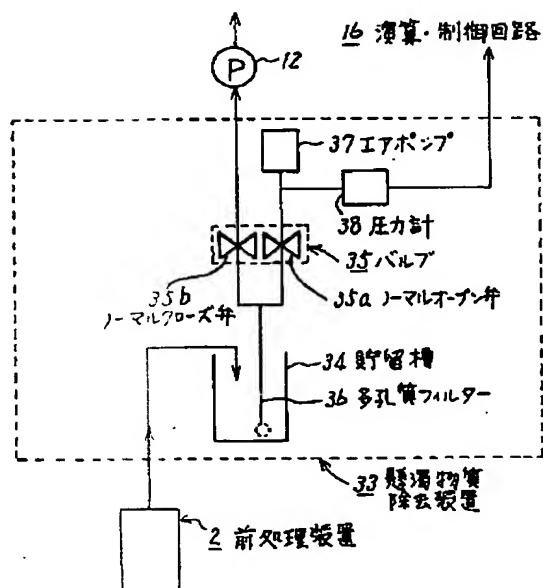 12
P
16 演算・制御回路
37 エアポンプ
38 圧力計
35 バルブ
35b
ノーマルクローズ弁
35a ノーマルオープン弁
34 貯留槽
36 多孔質フィルター
33 懸濁物質
除去装置
2 前処理装置